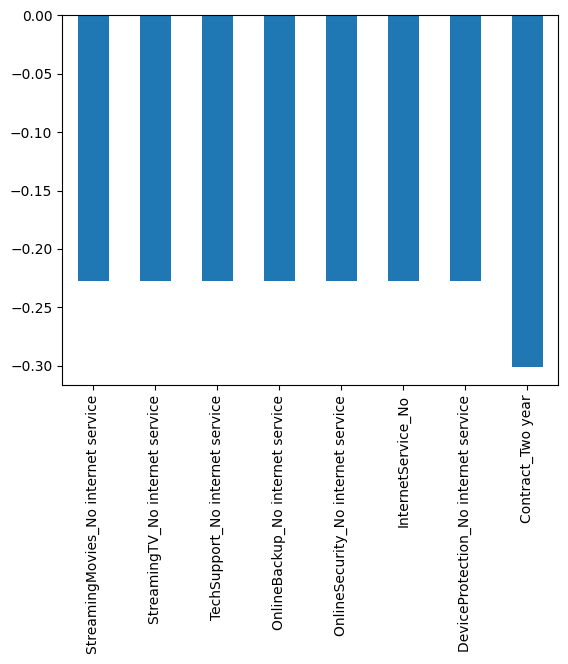 0.00
−0.05
−0.10
−0.15
−0.20
−0.25
−0.30
StreamingMovies_No internet service
StreamingTV_No internet service
TechSupport_No internet service
OnlineBackup_No internet service
OnlineSecurity_No internet service
InternetService_No
DeviceProtection_No internet service
Contract_Two year